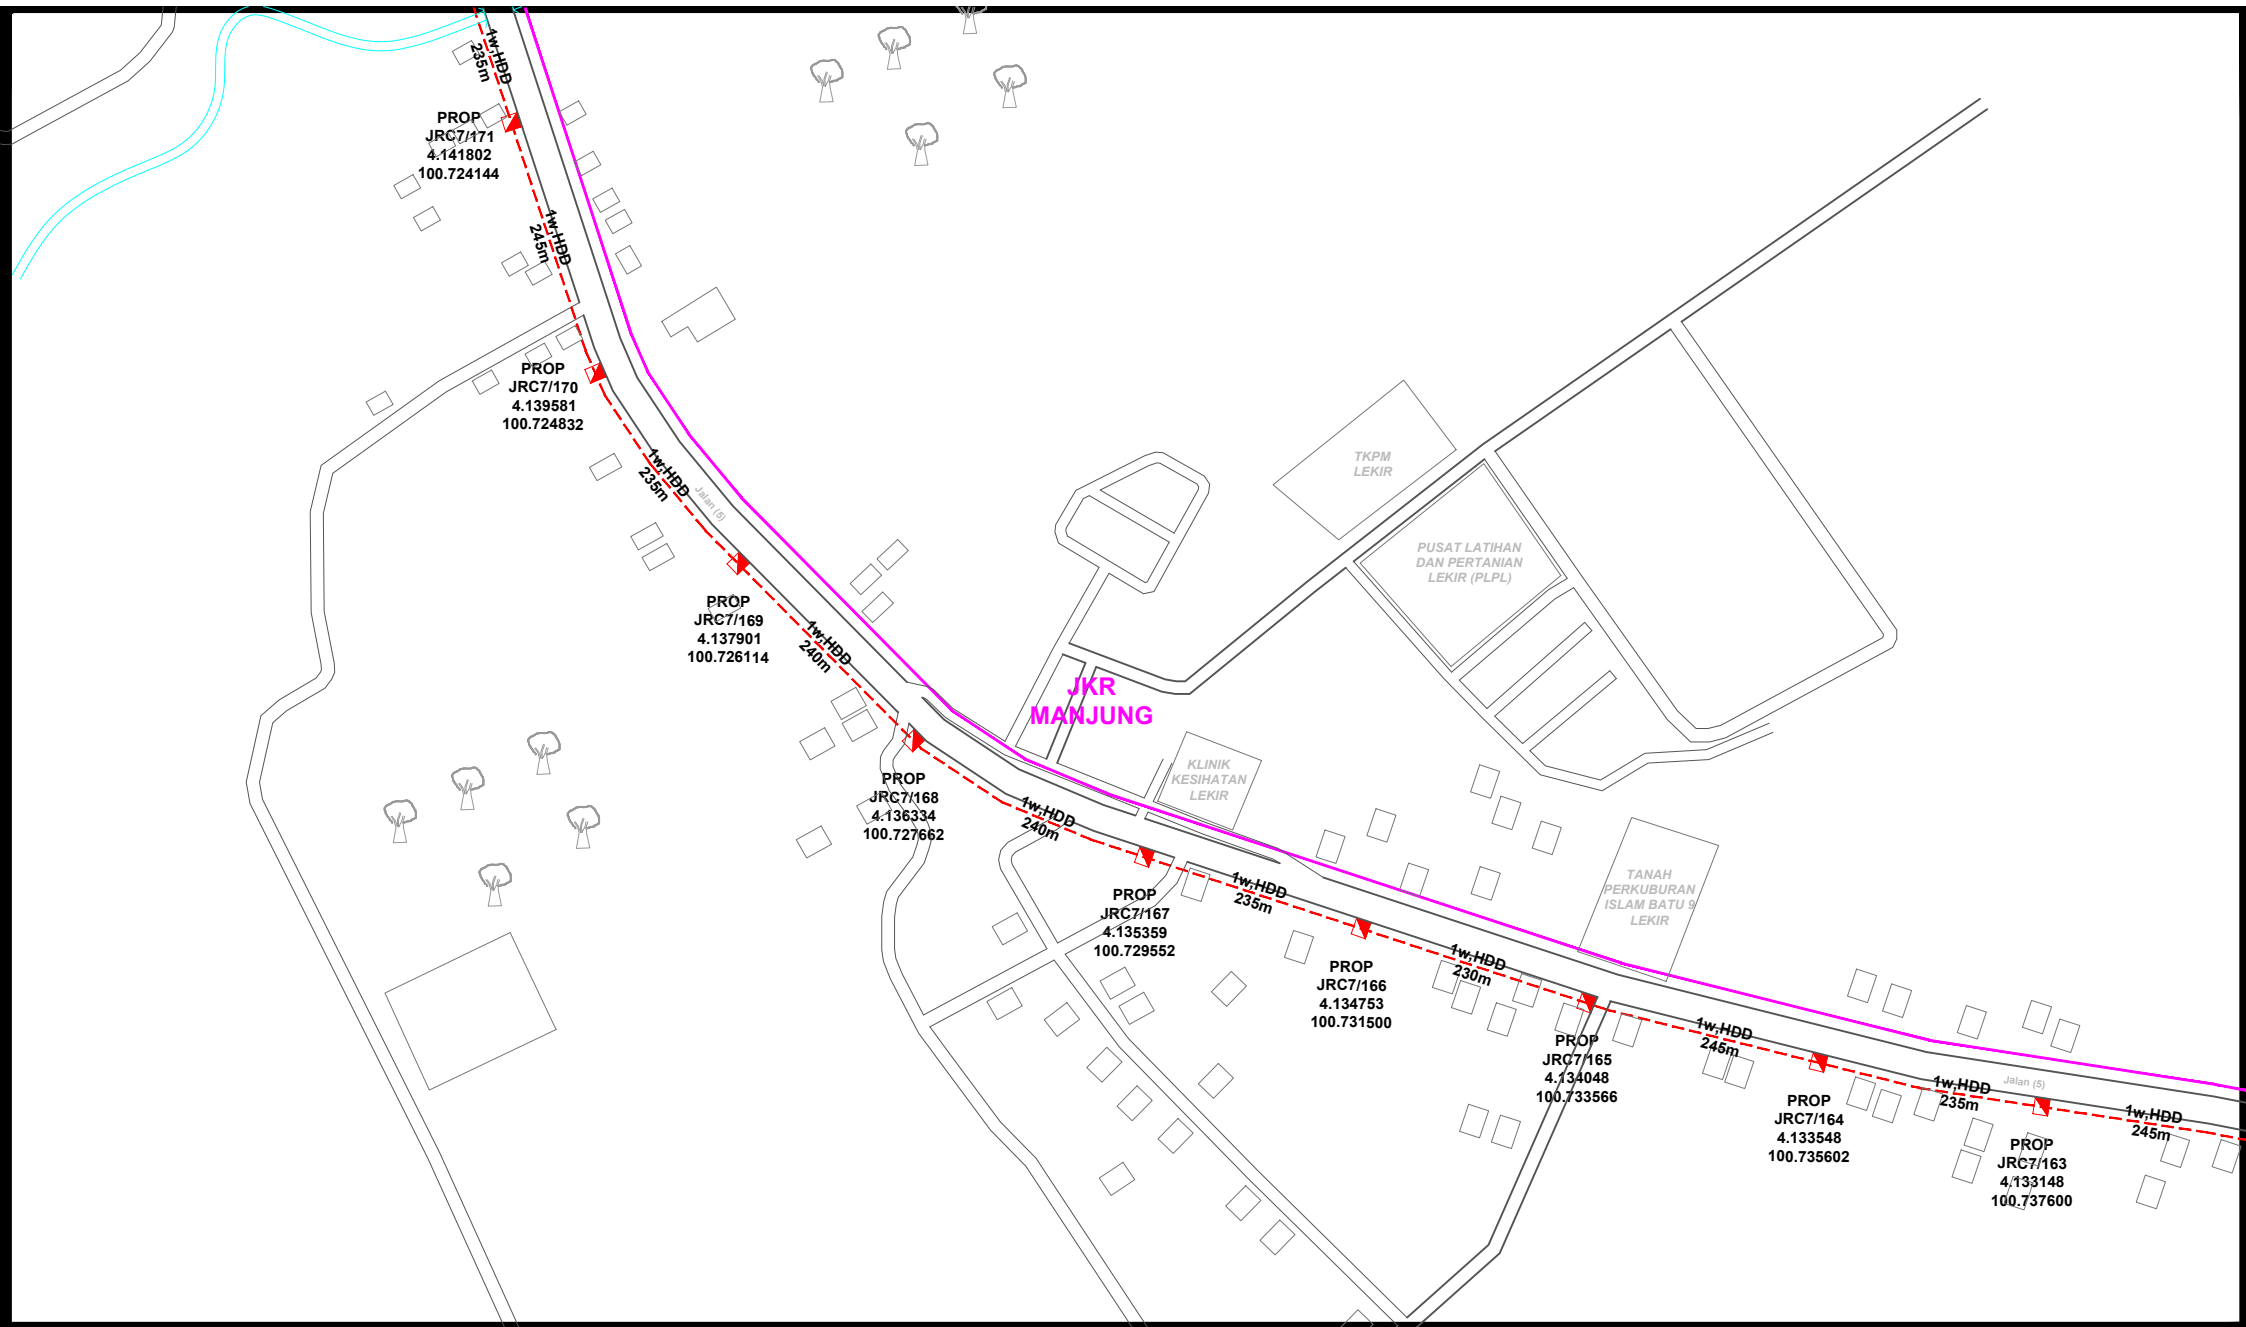 1w,HDD
235m
PROP
JRC7/171
4.141802
100.724144
1w,HDD
245m
PROP
JRC7/170
4.139581
100.724832
1w,HDD
235m
Jalan (5)
PROP
JRC7/169
4.137901
100.726114
1w,HDD
240m
TKPM
LEKIR
PUSAT LATIHAN
DAN PERTANIAN
LEKIR (PLPL)
JKR
MANJUNG
KLINIK
KESIHATAN
LEKIR
PROP
JRC7/168
4.136334
100.727662
1w,HDD
240m
PROP
JRC7/167
4.135359
100.729552
1w,HDD
235m
TANAH
PERKUBURAN
ISLAM BATU 9
LEKIR
PROP
JRC7/166
4.134753
100.731500
1w,HDD
230m
PROP
JRC7/165
4.134048
100.733566
1w,HDD
245m
PROP
JRC7/164
4.133548
100.735602
1w,HDD
235m
Jalan (5)
PROP
JRC7/163
4.133148
100.737600
1w,HDD
245m